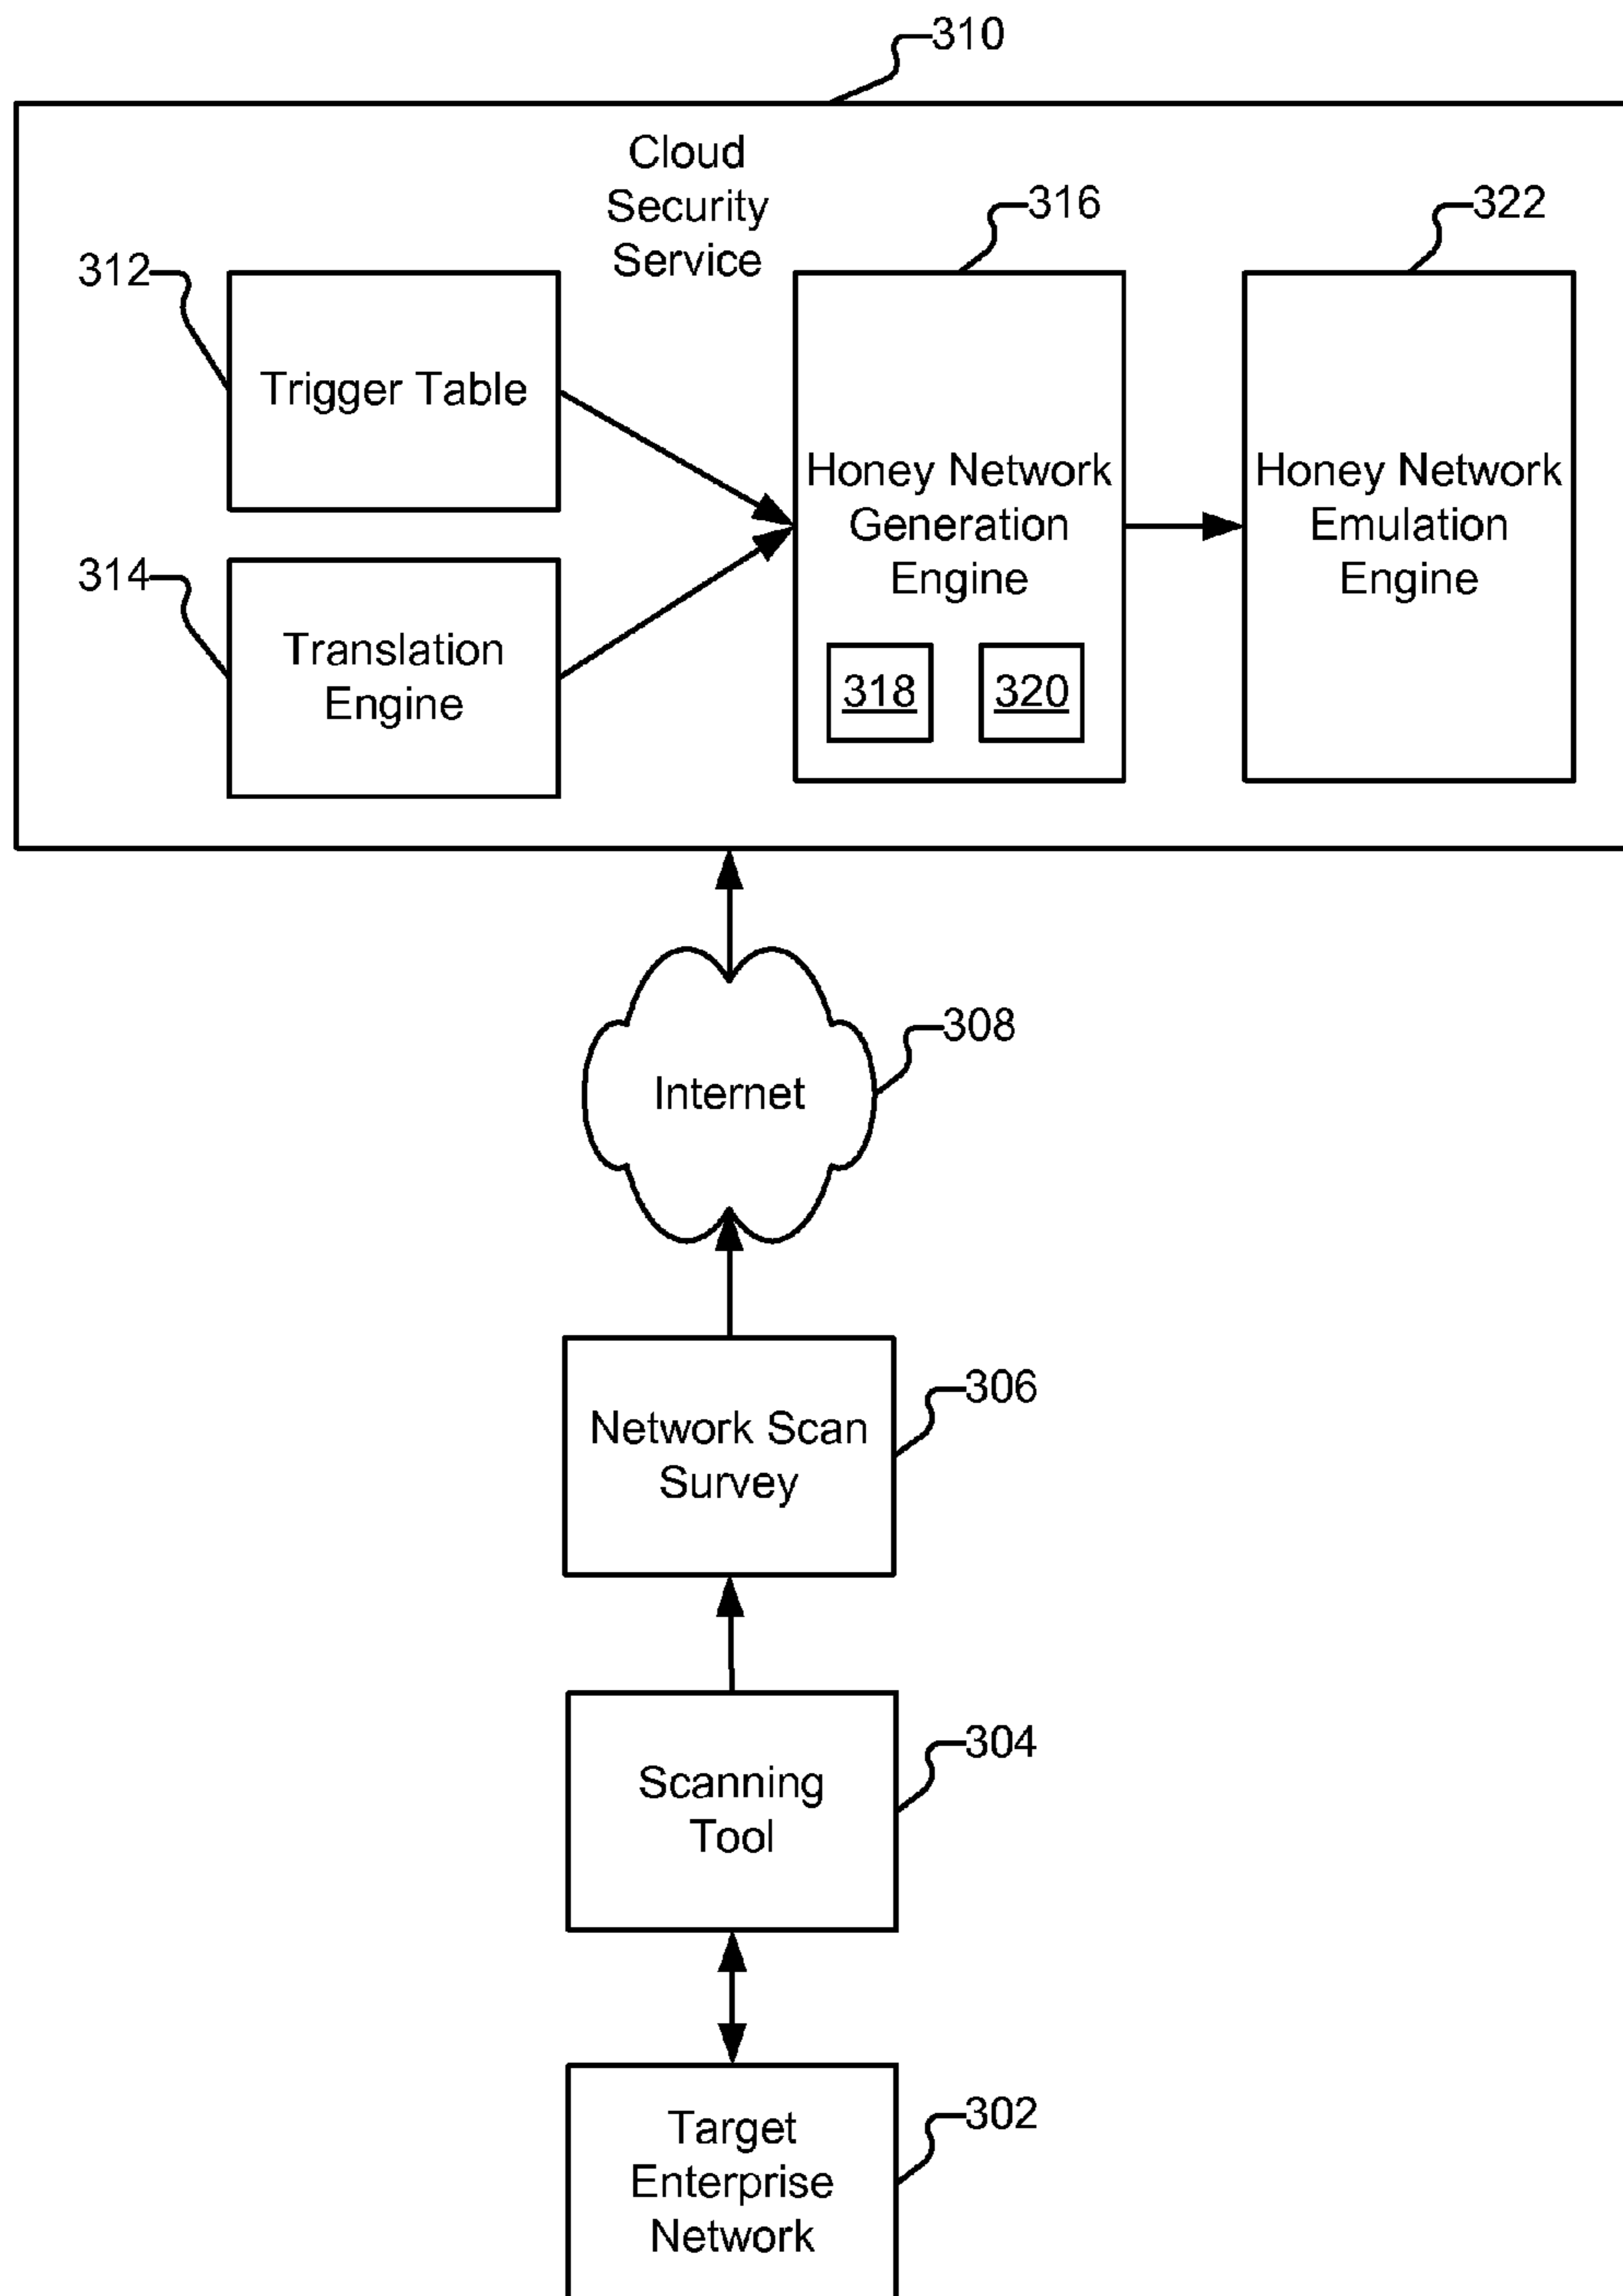 310
Cloud
Security
Service
316
322
312
Trigger Table
Honey Network
Generation
Engine
Honey Network
Emulation
Engine
314
Translation
Engine
318
320
Internet
308
306
Network Scan
Survey
304
Scanning
Tool
302
Target
Enterprise
Network